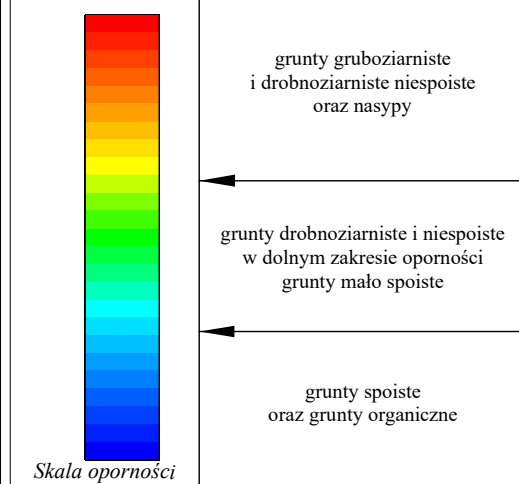 grunty gruboziarniste
i drobnoziarniste niespoiste
oraz nasypy
grunty drobnoziarniste i niespoiste
w dolnym zakresie oporności
grunty mało spoiste
grunty spoiste
oraz grunty organiczne
Skala oporności